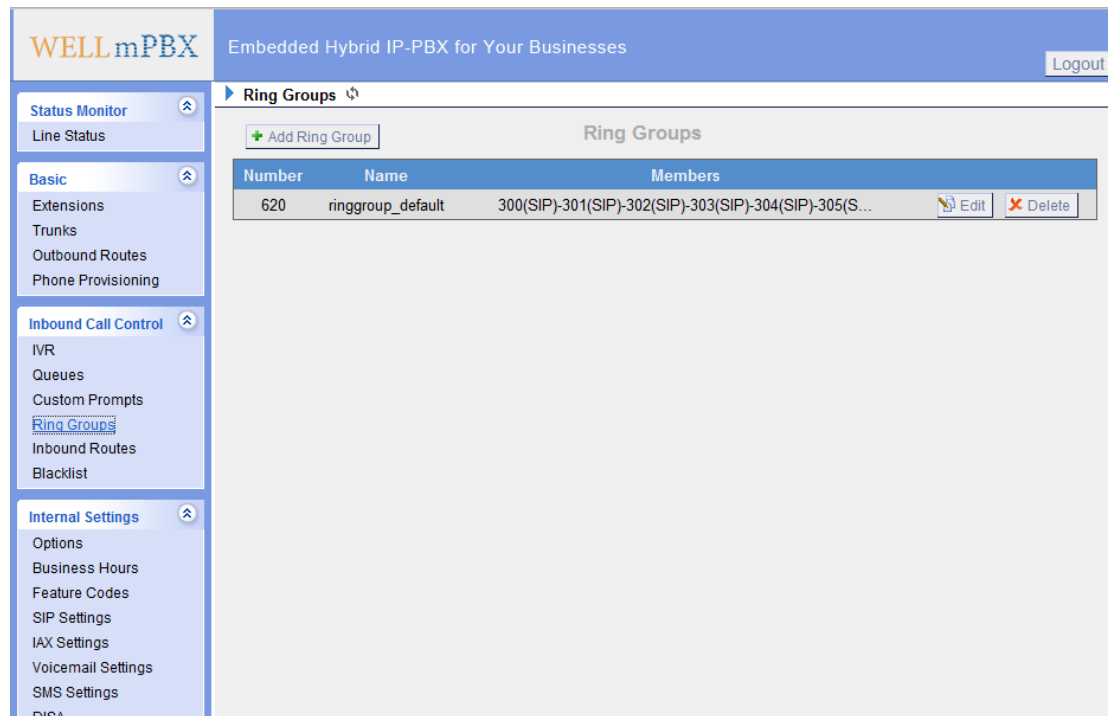 WELL mPBX
Embedded Hybrid IP-PBX for Your Businesses
Logout
Status Monitor
Line Status
Basic
Extensions
Trunks
Outbound Routes
Phone Provisioning
Inbound Call Control
IVR
Queues
Custom Prompts
Ring Groups
Inbound Routes
Blacklist
Internal Settings
Options
Business Hours
Feature Codes
SIP Settings
IAX Settings
Voicemail Settings
SMS Settings
DISA
Ring Groups
Add Ring Group
Ring Groups
Number Name Members
620 ringgroup_default 300(SIP)-301(SIP)-302(SIP)-303(SIP)-304(SIP)-305(S... Edit Delete